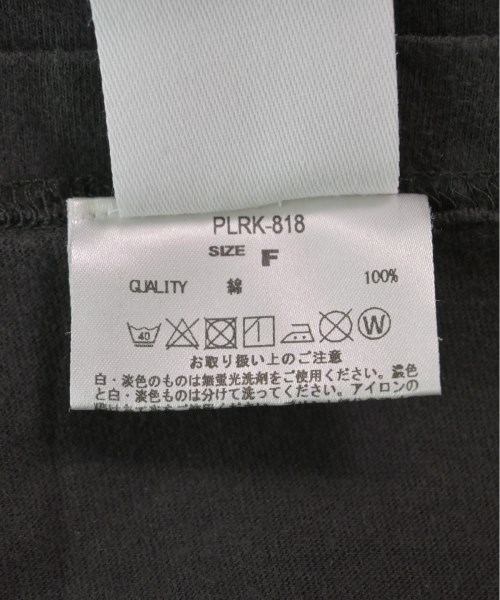 PLRK-818
SIZE F
QUALITY 綿 100%
40 W
お取り扱い上のご注意
白・淡色のものは無蛍光洗剤をご使用ください。濃色
と白・淡色ものは分けて洗ってください。アイロンの